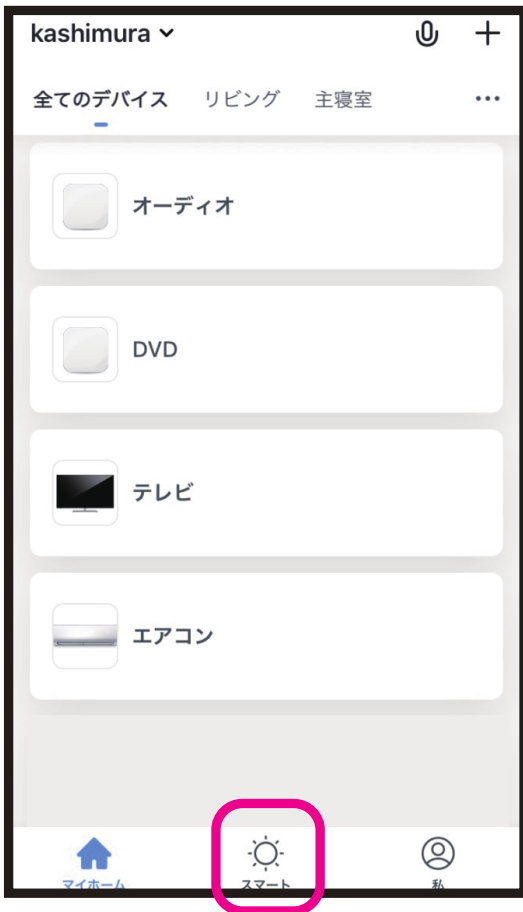 kashimura
全てのデバイス リビング 主寝室
オーディオ
DVD
テレビ
エアコン
マイホーム スマート 私